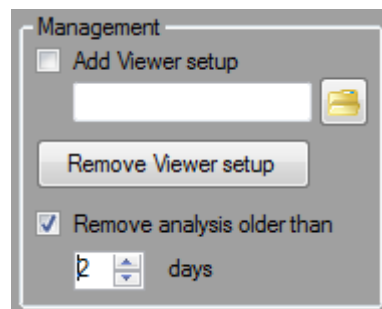 Management
Add Viewer setup
Remove Viewer setup
Remove analysis older than
2 days